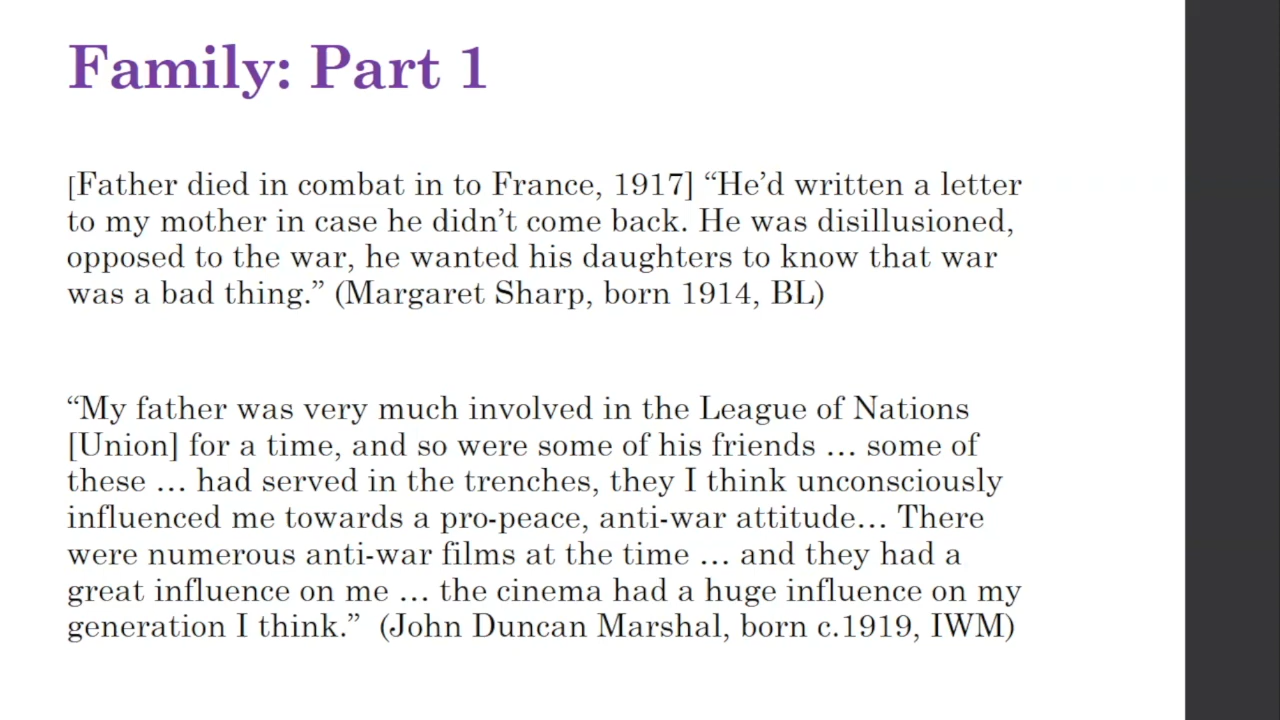 Family: Part 1
[Father died in combat in to France, 1917] “He’d written a letter
to my mother in case he didn’t come back. He was disillusioned,
opposed to the war, he wanted his daughters to know that war
was a bad thing.” (Margaret Sharp, born 1914, BL)
“My father was very much involved in the League of Nations
[Union] for a time, and so were some of his friends … some of
these … had served in the trenches, they I think unconsciously
influenced me towards a pro-peace, anti-war attitude… There
were numerous anti-war films at the time … and they had a
great influence on me … the cinema had a huge influence on my
generation I think.” (John Duncan Marshal, born c.1919, IWM)